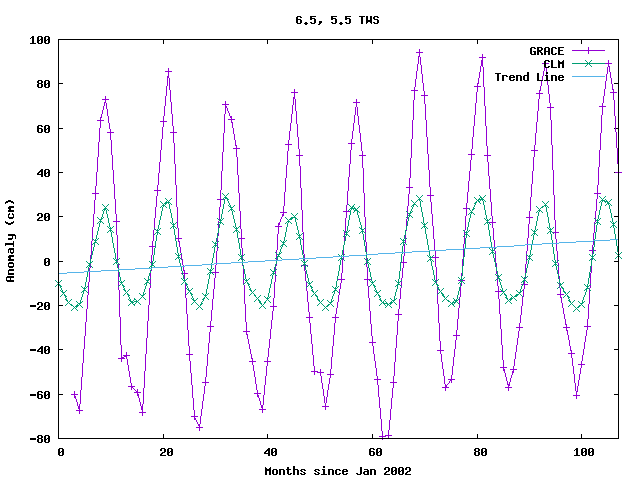 6.5, 5.5 TWS
GRACE
CLM
Trend Line
100
80
60
40
20
0
-20
-40
-60
-80
Anomaly (cm)
0 20 40 60 80 100
Months since Jan 2002